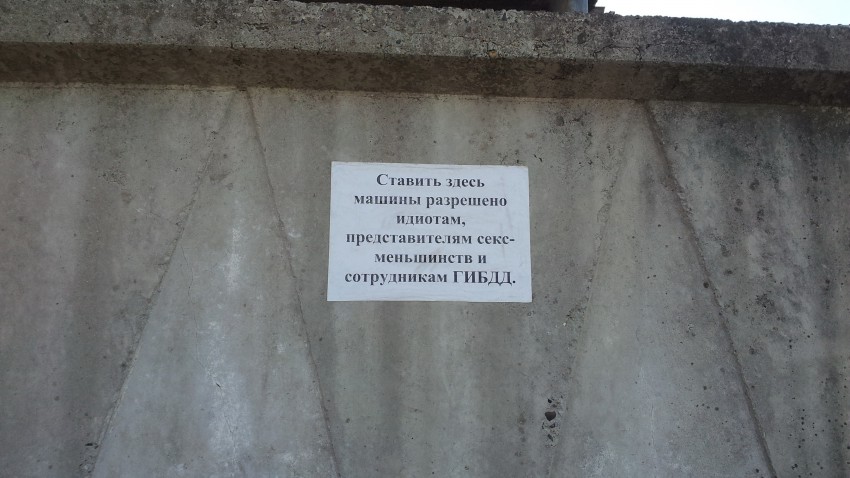 Ставить здесь
машины разрешено
идиотам,
представителям секс-
меньшинств и
сотрудникам ГИБДД.